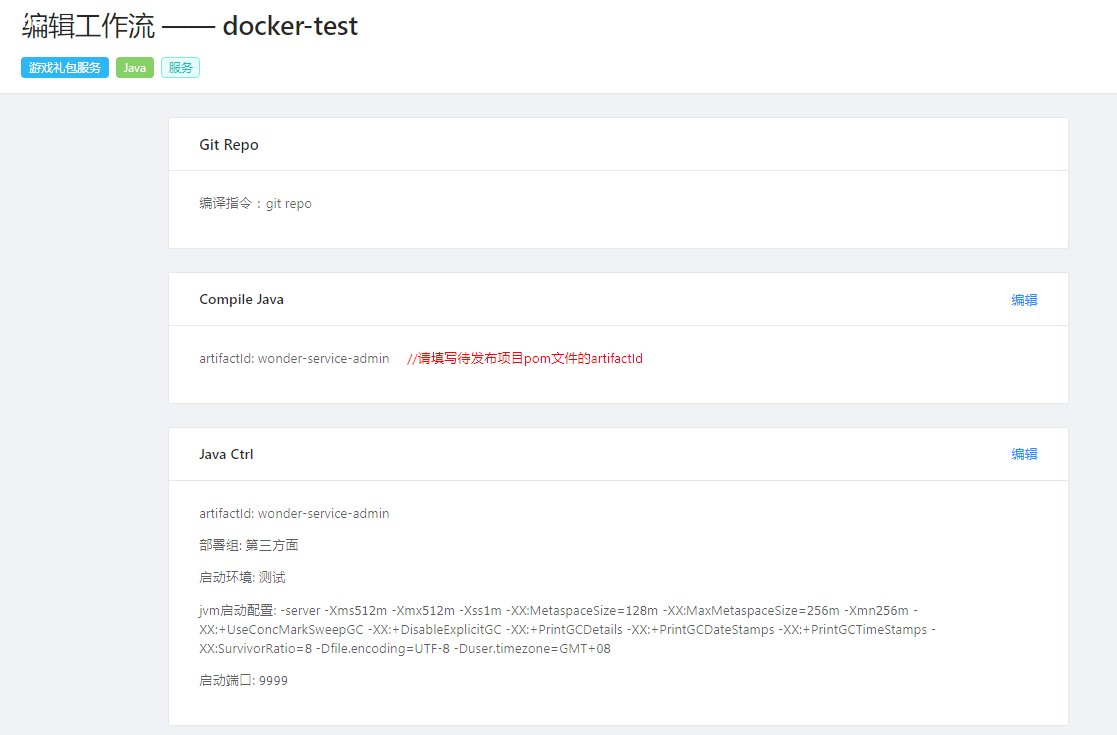 编辑工作流 —— docker-test
游戏礼包服务 Java 服务
Git Repo
编译指令 : git repo
Compile Java 编辑
artifactId: wonder-service-admin //请填写待发布项目pom文件的artifactId
Java Ctrl 编辑
artifactId: wonder-service-admin
部署组: 第三方面
启动环境: 测试
jvm启动配置: -server -Xms512m -Xmx512m -Xss1m -XX:MetaspaceSize=128m -XX:MaxMetaspaceSize=256m -Xmn256m -
XX:+UseConcMarkSweepGC -XX:+DisableExplicitGC -XX:+PrintGCDetails -XX:+PrintGCDateStamps -XX:+PrintGCTimeStamps -
XX:SurvivorRatio=8 -Dfile.encoding=UTF-8 -Duser.timezone=GMT+08
启动端口: 9999